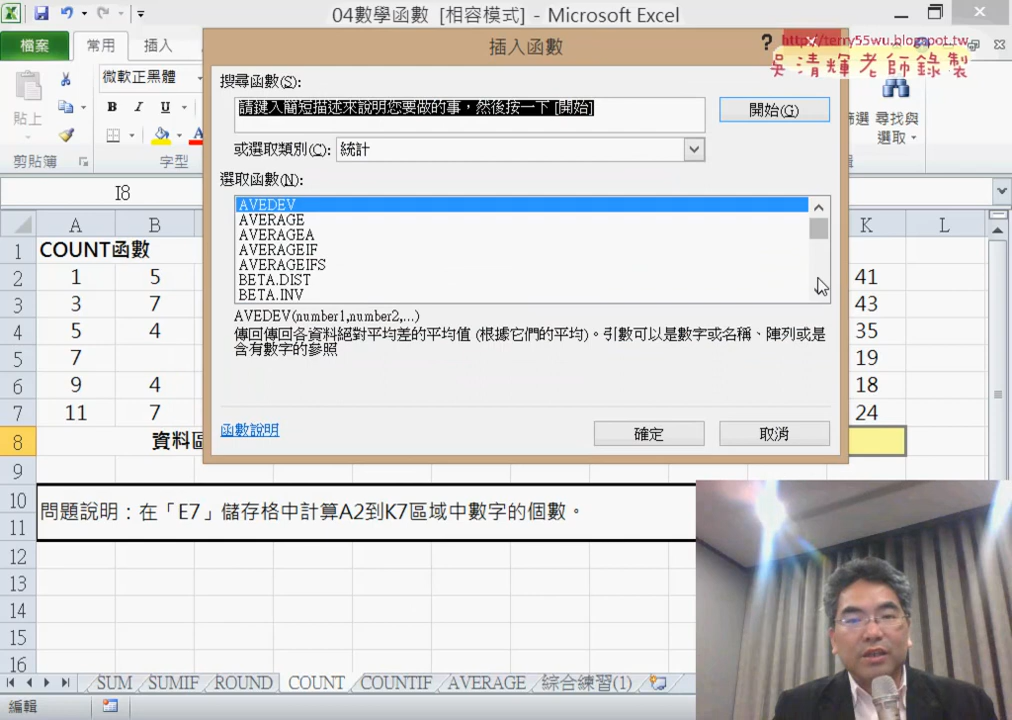 04數學函數 [相容模式] - Microsoft Excel
檔案 常用 插入
插入函數
?
http://terry55wu.blogspot.tw
吳清輝老師錄製
貼上
微軟正黑體
B I U
A
剪貼簿
字型
篩選 尋找與
選取
搜尋函數(S):
請鍵入簡短描述來說明您要做的事，然後按一下 [開始]
開始(G)
或選取類別(C): 統計
選取函數(N):
AVEDEV
AVERAGE
AVERAGEA
AVERAGEIF
AVERAGEIFS
BETA.DIST
BETA.INV
AVEDEV(number1,number2,...)
傳回傳回各資料絕對平均差的平均值 (根據它們的平均)。引數可以是數字或名稱、陣列或是
含有數字的參照
函數說明
確定 取消
I8
A B K L
1 COUNT函數
2 1 5 41
3 3 7 43
4 5 4 35
5 7 19
6 9 4 18
7 11 7 24
8 資料區
9
10
問題說明：在「E7」儲存格中計算A2到K7區域中數字的個數。
11
12
13
14
15
16
SUM SUMIF ROUND COUNT COUNTIF AVERAGE 綜合練習(1)
編輯